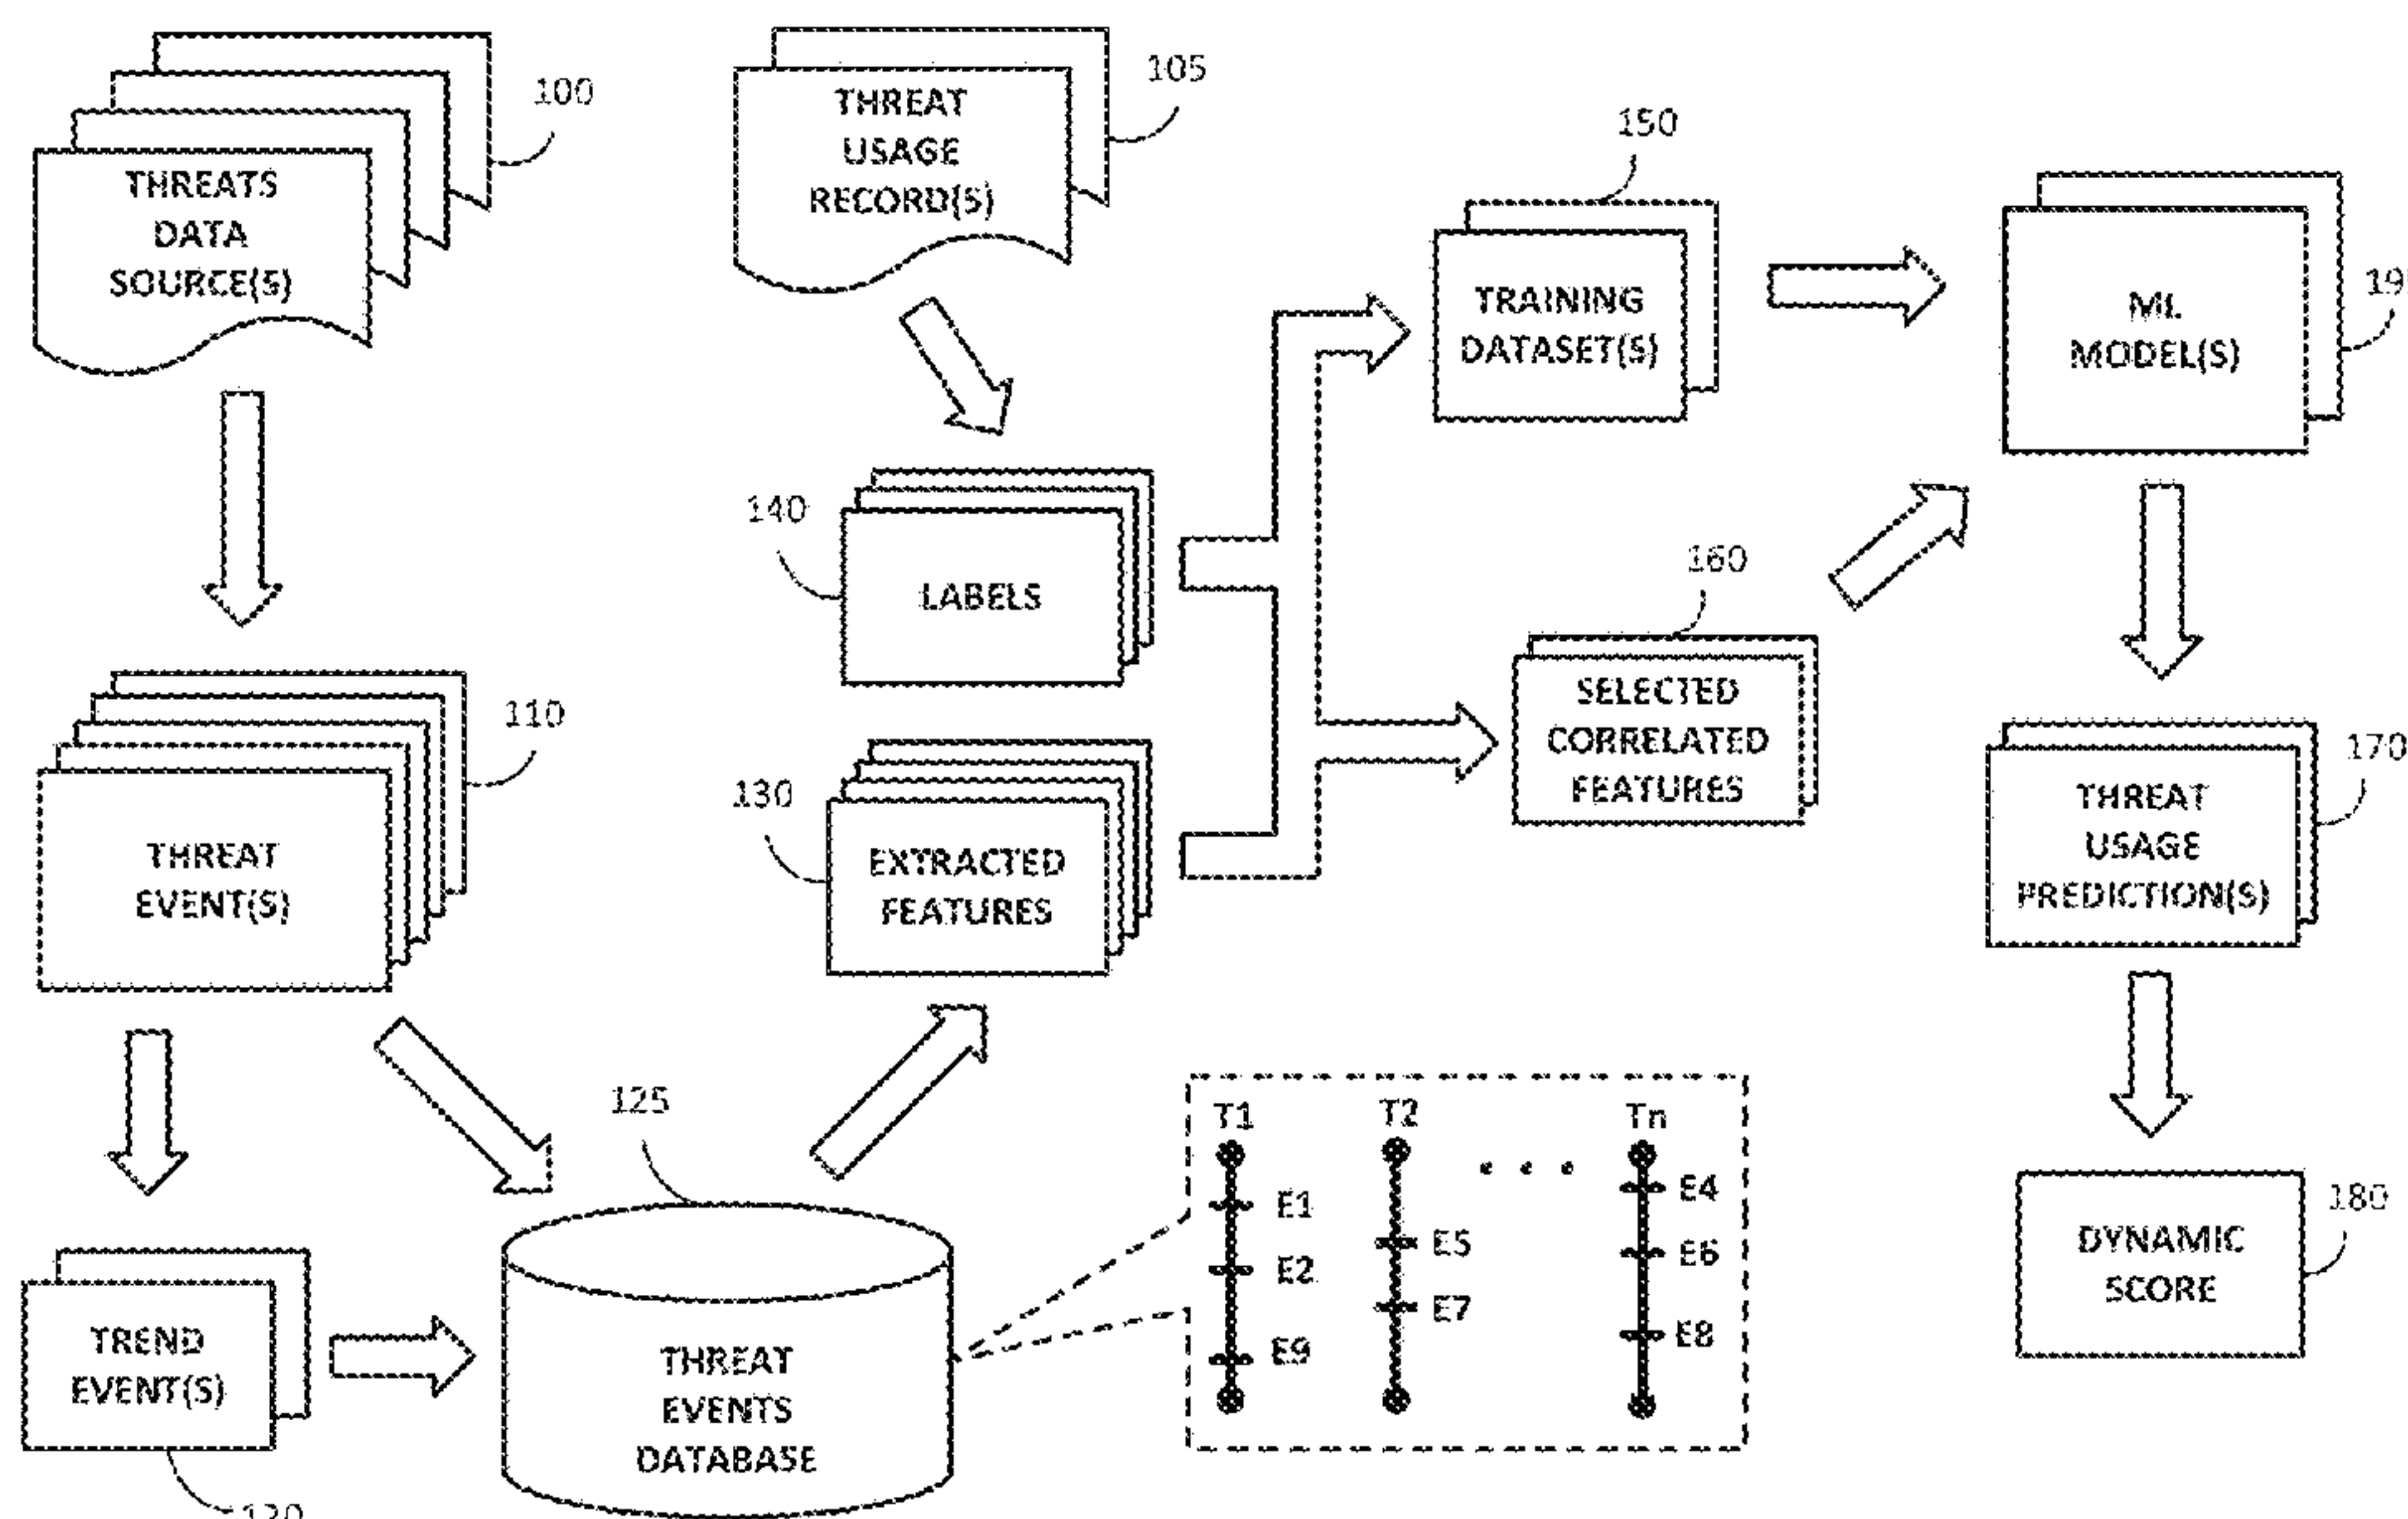 100
THREATS
DATA
SOURCE(S)
105
THREAT
USAGE
RECORD(S)
150
TRAINING
DATASET(S)
19
ML
MODEL(S)
140
LABELS
160
SELECTED
CORRELATED
FEATURES
110
THREAT
EVENT(S)
130
EXTRACTED
FEATURES
170
THREAT
USAGE
PREDICTION(S)
125
THREAT
EVENTS
DATABASE
T1
E1
E2
E9
T2
E5
E7
• • •
Tn
E4
E6
E8
180
DYNAMIC
SCORE
TREND
EVENT(S)